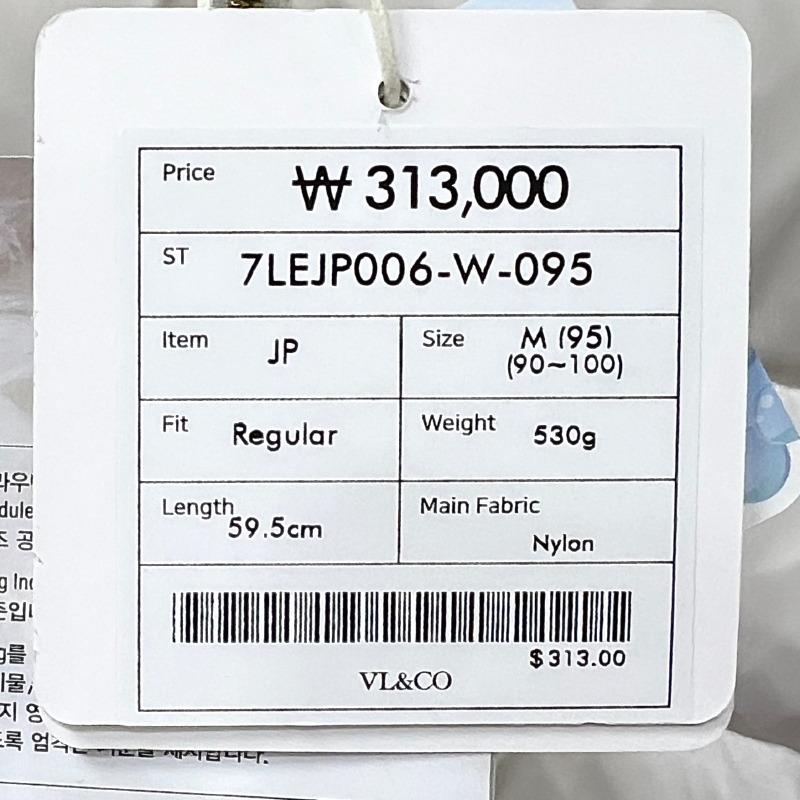 Price ₩ 313,000
ST 7LEJP006-W-095
Item JP
Size M (95)
(90~100)
Fit Regular
Weight 530g
Length 59.5cm
Main Fabric
Nylon
$313.00
VL&CO